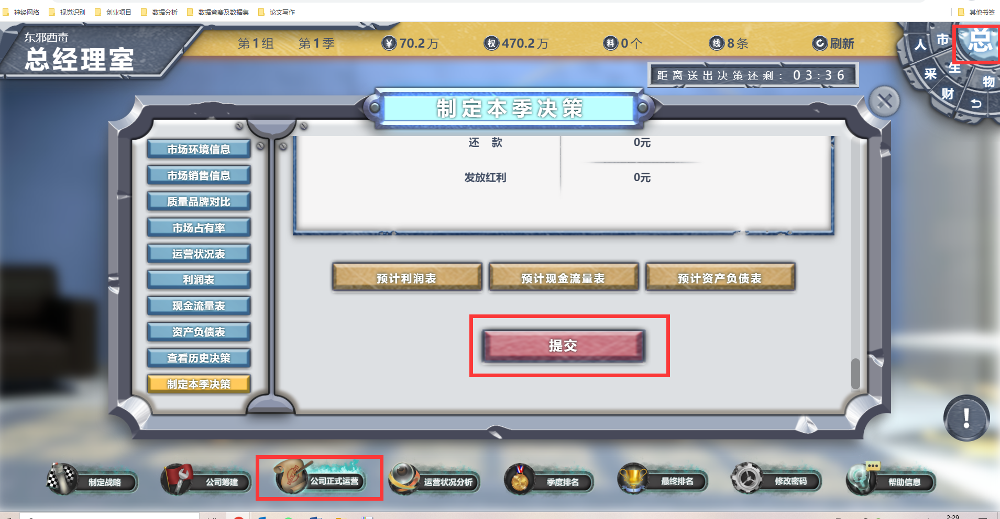 神经网络 视觉识别 创业项目 数据分析 数据竞赛及数据集 论文写作 其他书签
东邪西毒
总经理室
第1组 第1季 ¥ 70.2万 权 470.2万 料 0个 线 8条 刷新
人 市 总
采 生 物
财
距离送出决策还剩: 03:36
制定本季决策
市场环境信息
市场销售信息
质量品牌对比
市场占有率
运营状况表
利润表
现金流量表
资产负债表
查看历史决策
制定本季决策
还 款 0元
发放红利 0元
预计利润表 预计现金流量表 预计资产负债表
提交
制定战略 公司筹建 公司正式运营 运营状况分析 季度排名 最终排名 修改密码 帮助信息
2:29